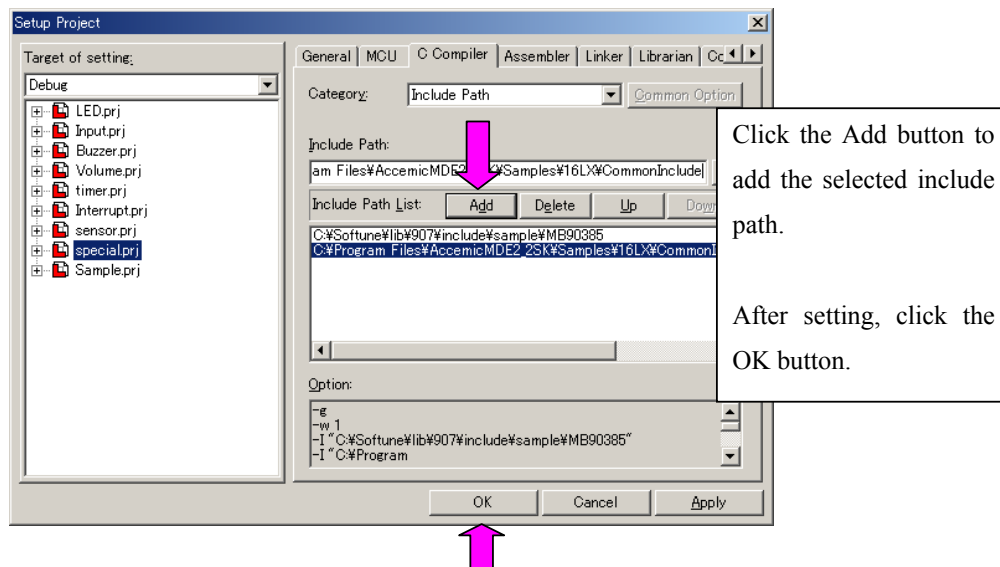 Setup Project
Target of setting:
Debug
LED.prj
Input.prj
Buzzer.prj
Volume.prj
timer.prj
Interrupt.prj
sensor.prj
special.prj
Sample.prj
General MCU C Compiler Assembler Linker Librarian
Category: Include Path Common Option
Include Path:
am Files¥AccemicMDE2 ¥Samples¥16LX¥CommonInclude
Include Path List: Add Delete Up
C:¥Softune¥lib¥907¥include¥sample¥MB90385
C:¥Program Files¥AccemicMDE2_2SK¥Samples¥16LX¥CommonI
Option:
-g
-w 1
-I "C:¥Softune¥lib¥907¥include¥sample¥MB90385"
-I "C:¥Program
OK Cancel Apply
Click the Add button to
add the selected include
path.
After setting, click the
OK button.